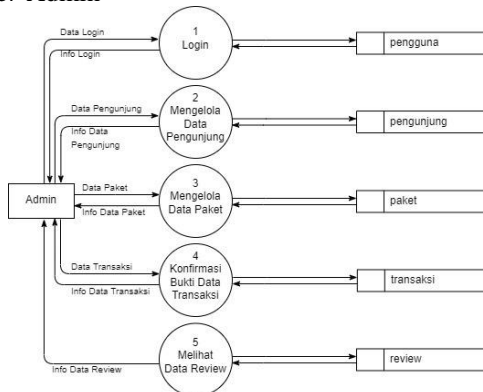 Data Login
Info Login
1
Login
pengguna
Data Pengunjung
Info Data
Pengunjung
2
Mengelola
Data
Pengunjung
pengunjung
Admin
Data Paket
Info Data Paket
3
Mengelola
Data Paket
paket
Data Transaksi
Info Data Transaksi
4
Konfirmasi
Bukti Data
Transaksi
transaksi
Info Data Review
5
Melihat
Data Review
review